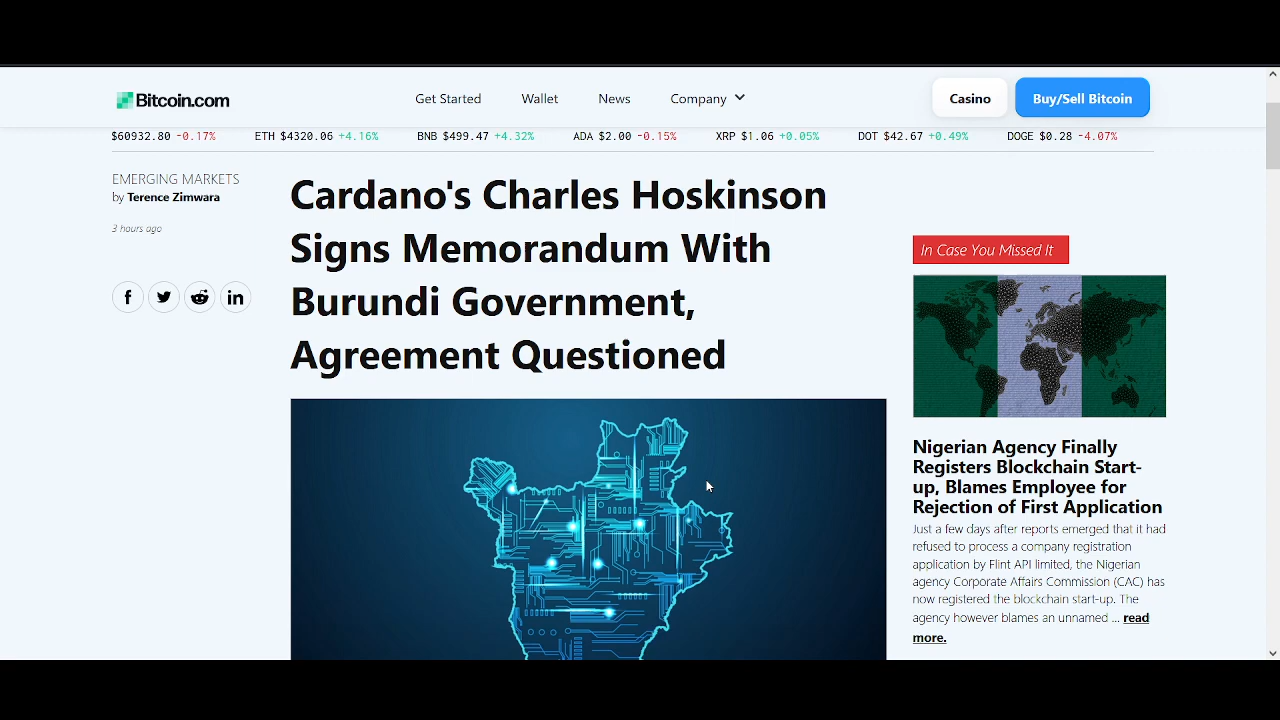 Bitcoin.com
Get Started
Wallet
News
Company
Casino
Buy/Sell Bitcoin
$60932.80 -0.17% ETH $4320.06 +4.16% BNB $499.47 +4.32% ADA $2.00 -0.15% XRP $1.06 +0.05% DOT $42.67 +0.49% DOGE $0.28 -4.07%
EMERGING MARKETS
by Terence Zimwara
3 hours ago
Cardano's Charles Hoskinson
Signs Memorandum With
Burundi Government,
Agreement Questioned
In Case You Missed It
Nigerian Agency Finally
Registers Blockchain Start-
up, Blames Employee for
Rejection of First Application
Just a few days after reports emerged that it had
refused to process a company registration
application by Flint API limited, the Nigerian
agency Corporate Affairs Commission (CAC) has
now registered the blockchain start-up. The
agency however blames an unnamed ... read
more.